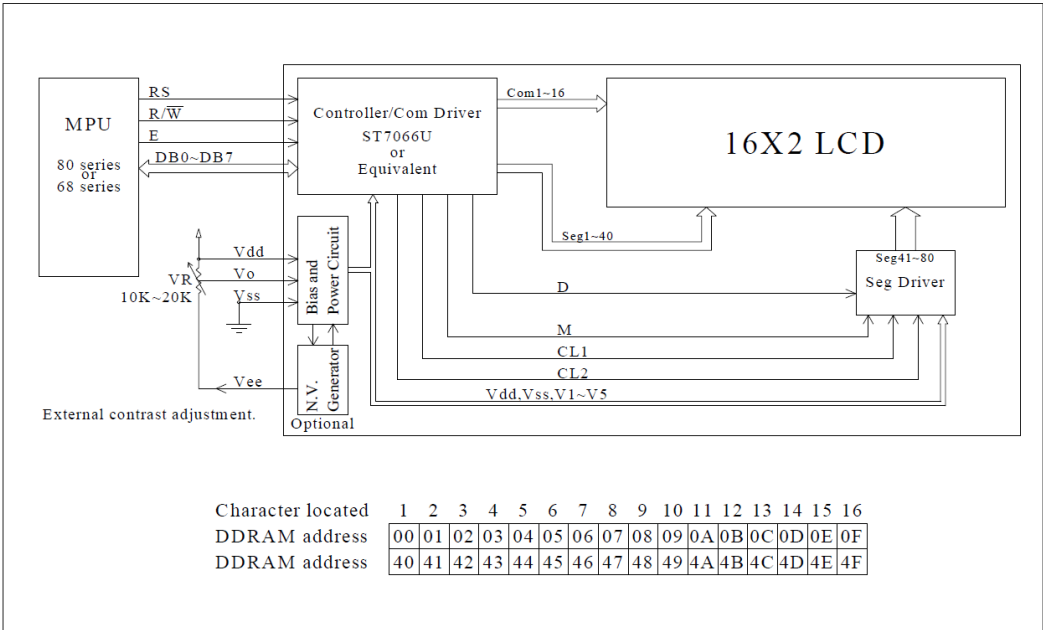 MPU
80 series
or
68 series
RS
R/W̅
E
DB0~DB7
Controller/Com Driver
ST7066U
or
Equivalent
Com1~16
16X2 LCD
Seg1~40
Seg41~80
Seg Driver
Vdd
Vo
Vss
VR
10K~20K
Bias and
Power Circuit
D
M
CL1
CL2
Vdd,Vss,V1~V5
Vee
N.V.
Generator
Optional
External contrast adjustment.
Character located 1 2 3 4 5 6 7 8 9 10 11 12 13 14 15 16
DDRAM address 00 01 02 03 04 05 06 07 08 09 0A 0B 0C 0D 0E 0F
DDRAM address 40 41 42 43 44 45 46 47 48 49 4A 4B 4C 4D 4E 4F